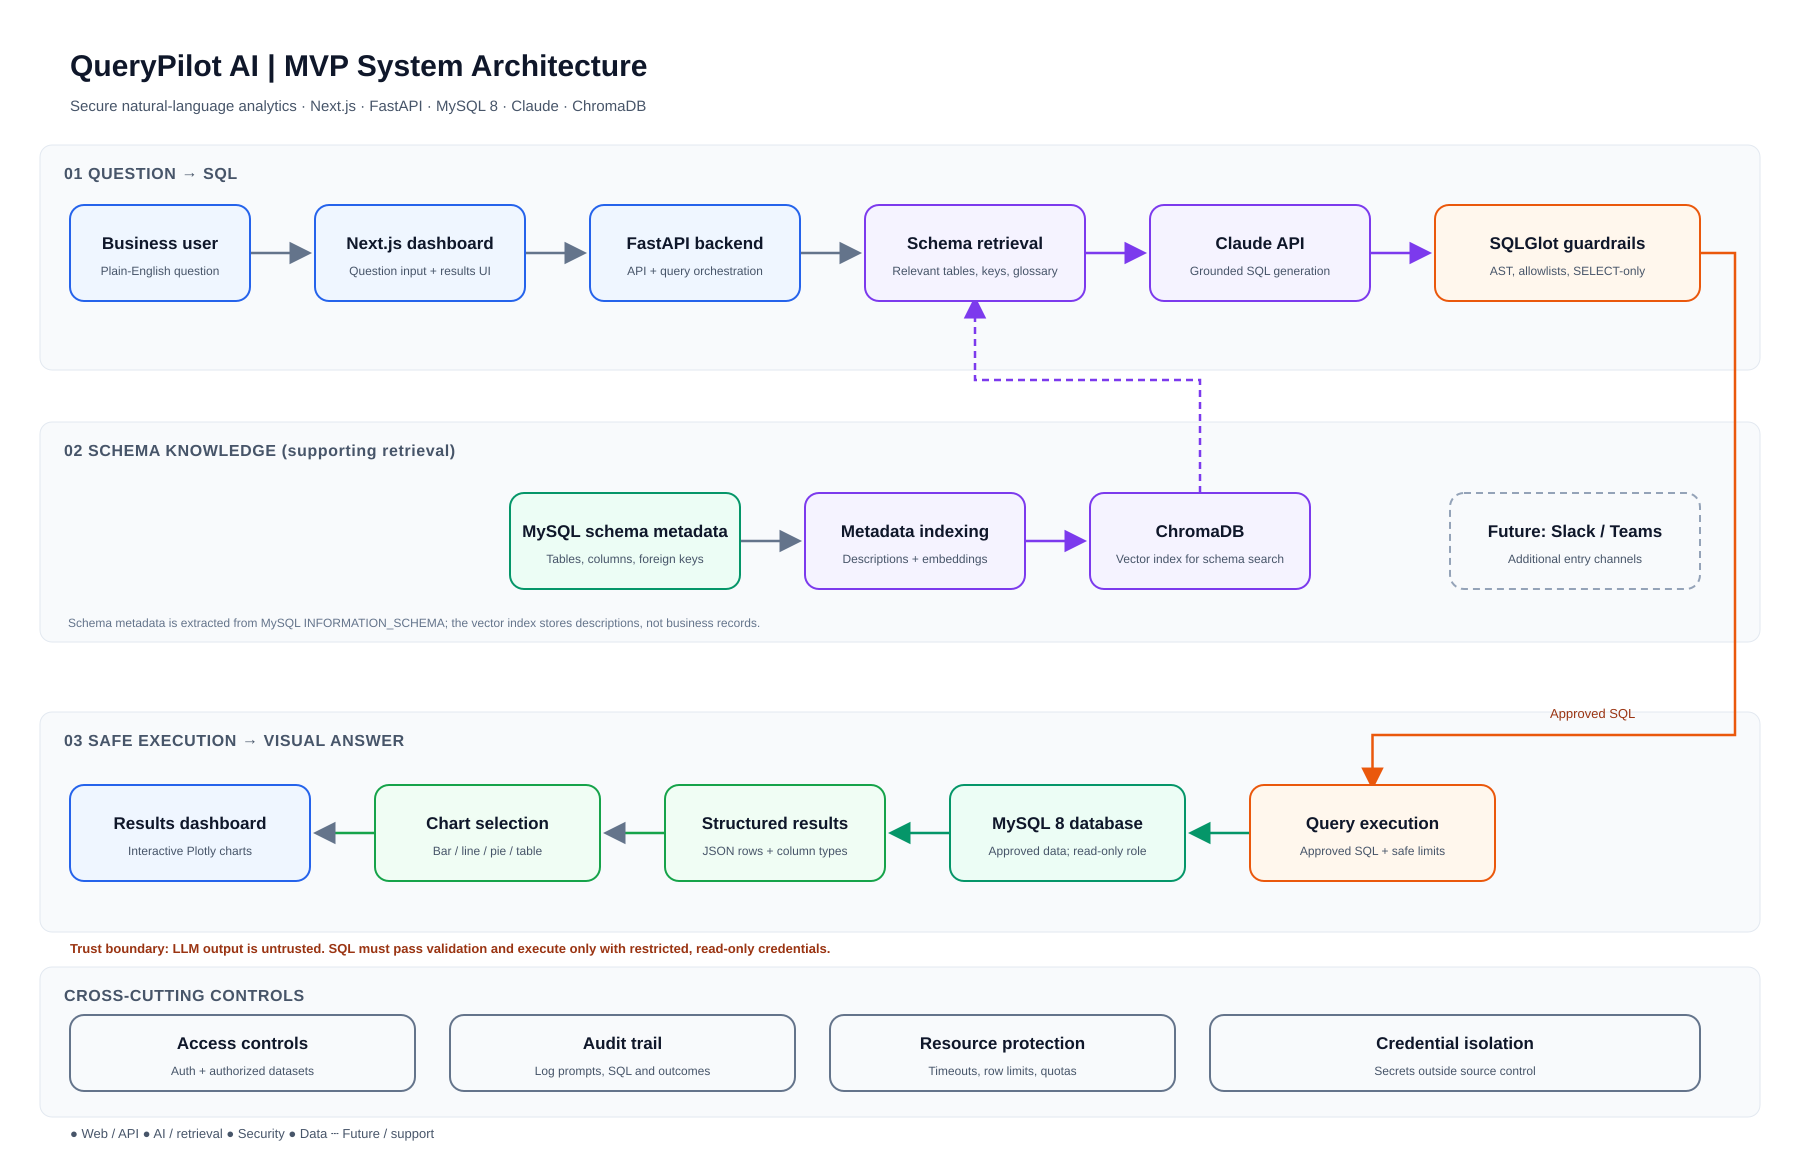 QueryPilot AI | MVP System Architecture
Secure natural-language analytics · Next.js · FastAPI · MySQL 8 · Claude · ChromaDB
01 QUESTION → SQL
Business user
Plain-English question
Next.js dashboard
Question input + results UI
FastAPI backend
API + query orchestration
Schema retrieval
Relevant tables, keys, glossary
Claude API
Grounded SQL generation
SQLGlot guardrails
AST, allowlists, SELECT-only
02 SCHEMA KNOWLEDGE (supporting retrieval)
MySQL schema metadata
Tables, columns, foreign keys
Metadata indexing
Descriptions + embeddings
ChromaDB
Vector index for schema search
Future: Slack / Teams
Additional entry channels
Schema metadata is extracted from MySQL INFORMATION_SCHEMA; the vector index stores descriptions, not business records.
Approved SQL
03 SAFE EXECUTION → VISUAL ANSWER
Results dashboard
Interactive Plotly charts
Chart selection
Bar / line / pie / table
Structured results
JSON rows + column types
MySQL 8 database
Approved data; read-only role
Query execution
Approved SQL + safe limits
Trust boundary: LLM output is untrusted. SQL must pass validation and execute only with restricted, read-only credentials.
CROSS-CUTTING CONTROLS
Access controls
Auth + authorized datasets
Audit trail
Log prompts, SQL and outcomes
Resource protection
Timeouts, row limits, quotas
Credential isolation
Secrets outside source control
● Web / API ● AI / retrieval ● Security ● Data ┄ Future / support